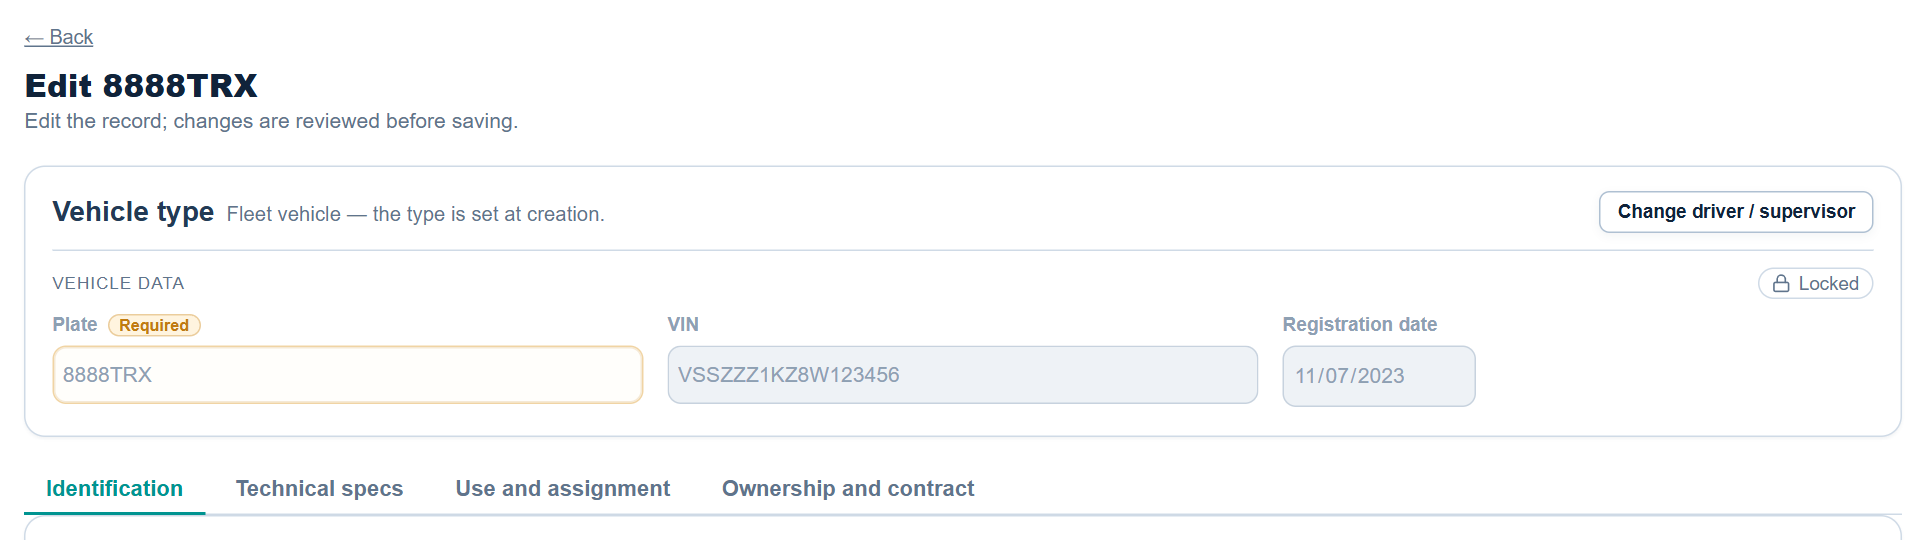 ← Back
Edit 8888TRX
Edit the record; changes are reviewed before saving.
Vehicle type Fleet vehicle — the type is set at creation. Change driver / supervisor
VEHICLE DATA Locked
Plate Required VIN Registration date
8888TRX VSSZZZ1KZ8W123456 11/07/2023
Identification Technical specs Use and assignment Ownership and contract